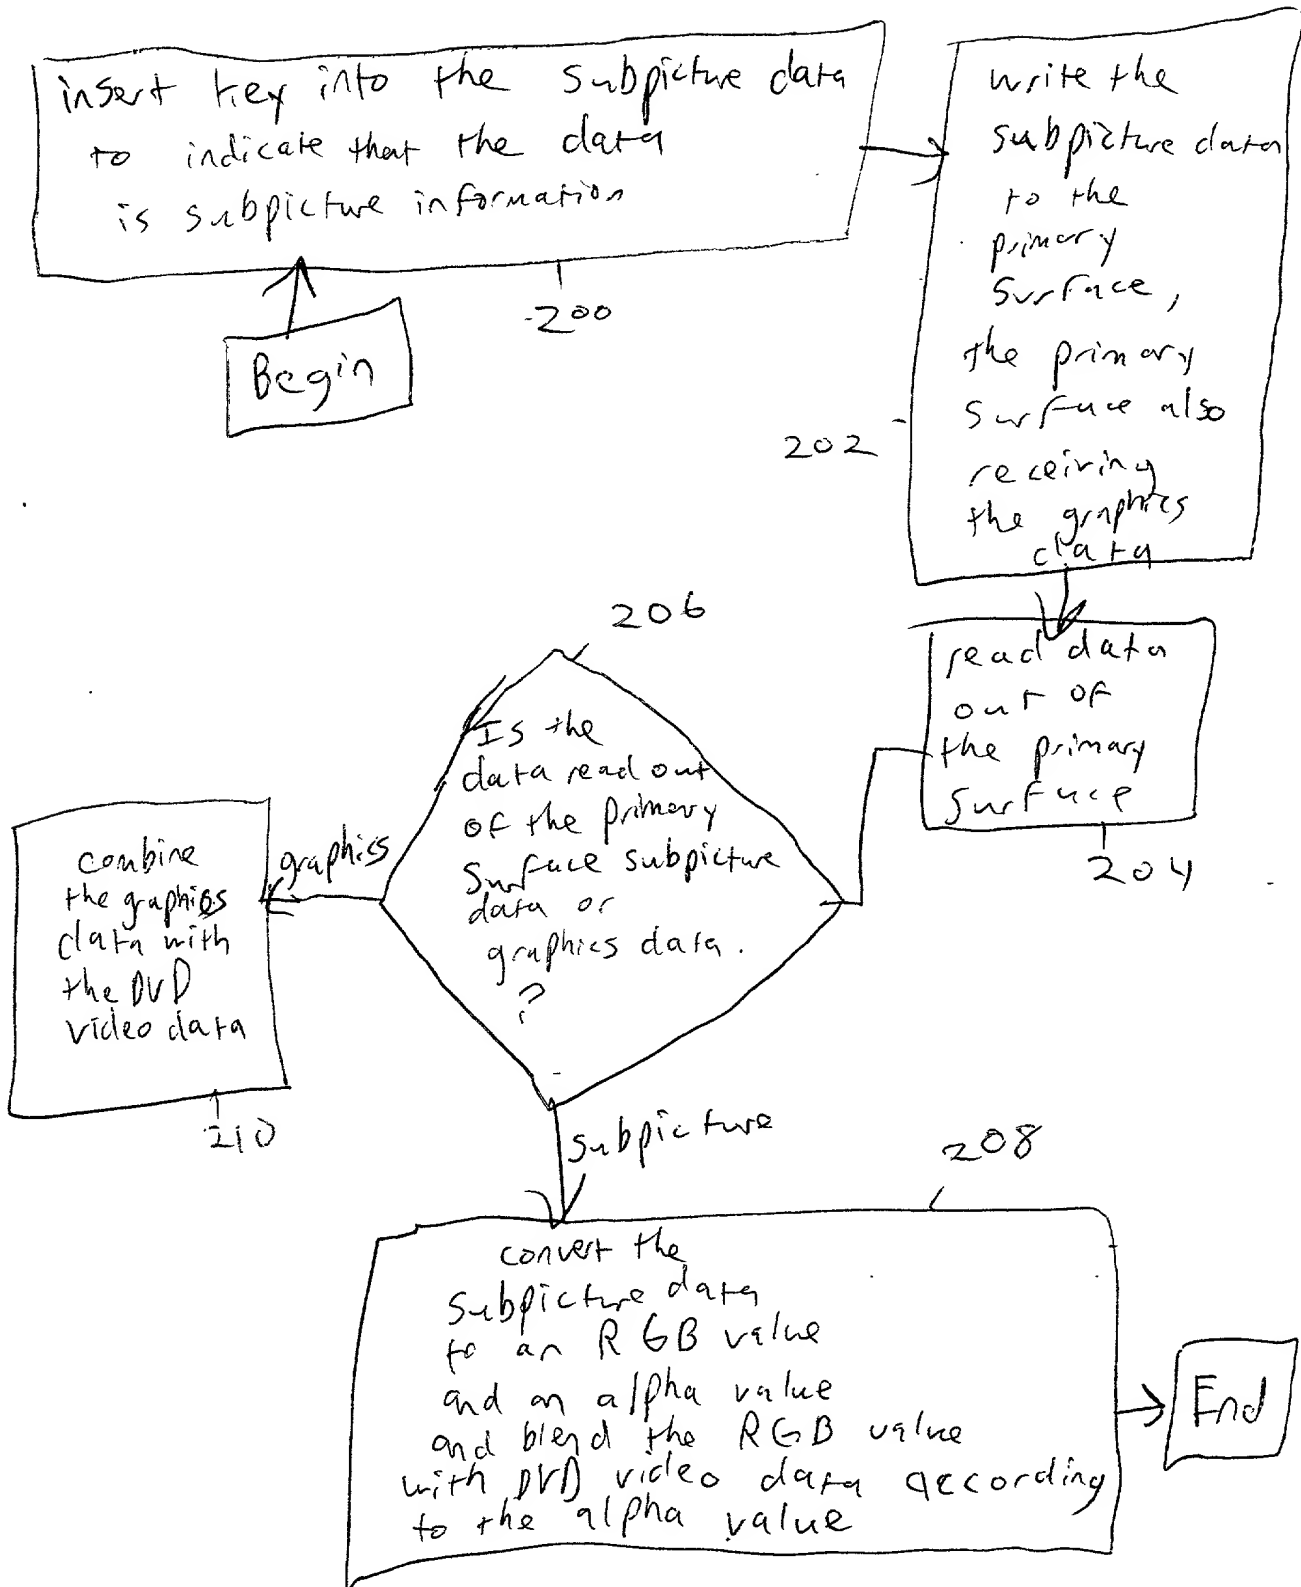 insert key into the subpicture data
to indicate that the data
is subpicture information
200
Begin
write the
subpicture data
to the
primary
surface,
the primary
surface also
receiving
the graphics
data
202
read data
out of
the primary
surface
204
206
Is the
data read out
of the primary
surface subpicture
data or
graphics data.
?
graphics
combine
the graphics
data with
the DVD
video data
210
subpicture
208
convert the
subpicture data
to an RGB value
and an alpha value
and blend the RGB value
with DVD video data according
to the alpha value
End